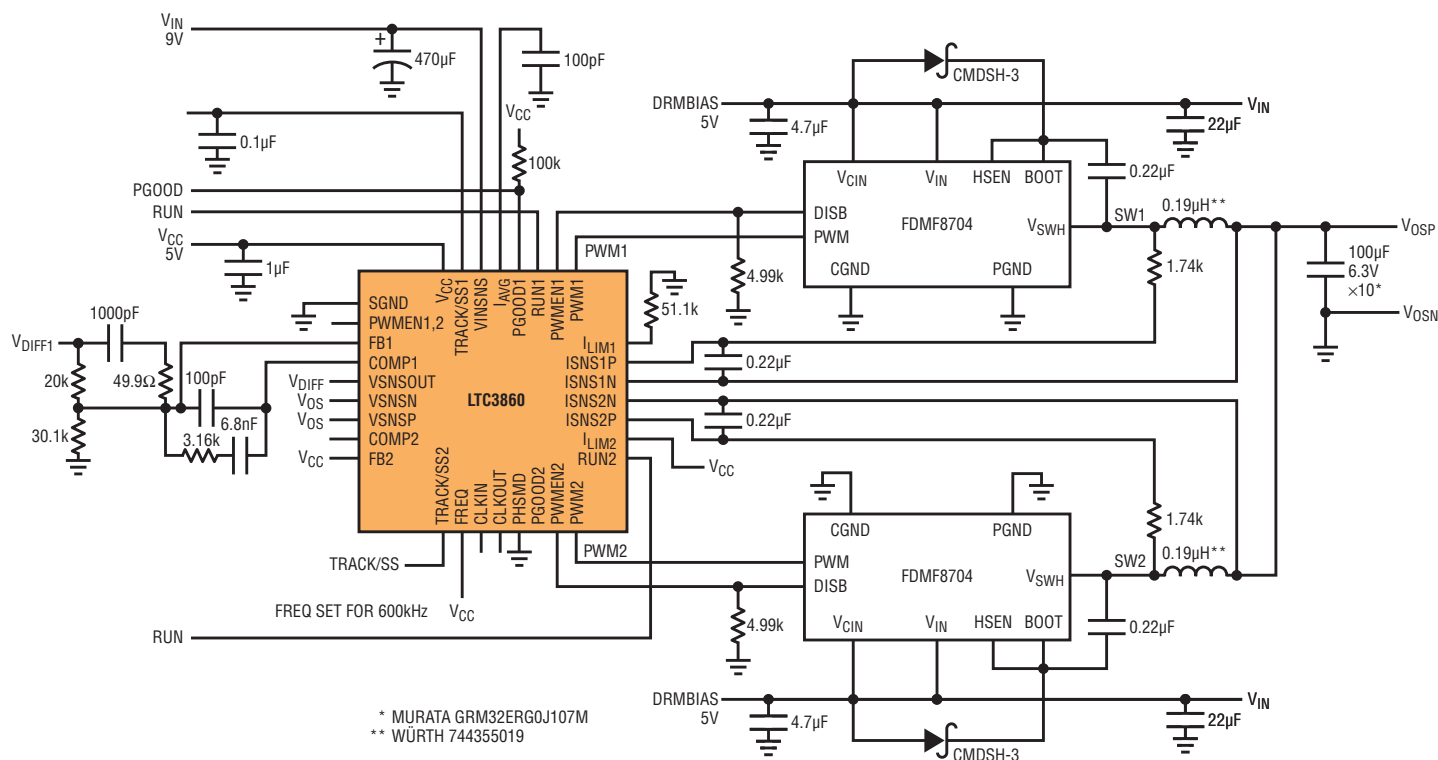 VIN
9V
470µF
+
100pF
VCC
100k
0.1µF
PGOOD
RUN
VCC
5V
1µF
CMDSH-3
DRMBIAS
5V
4.7µF
VIN
22µF
VCIN
VIN
HSEN
BOOT
0.22µF
DISB
PWM
FDMF8704
VSWH
CGND
PGND
SW1
0.19µH**
VOSP
100µF
6.3V
×10*
VOSN
1.74k
4.99k
PWM1
51.1k
VCC
TRACK/SS1
VINSNS
IAVG
PGOOD1
RUN1
PWMEN1
PWM1
SGND
PWMEN1,2
FB1
COMP1
VSNSOUT
VSNSN
VSNSP
COMP2
FB2
LTC3860
ILIM1
ISNS1P
ISNS1N
ISNS2N
ISNS2P
ILIM2
RUN2
TRACK/SS2
FREQ
CLKIN
CLKOUT
PHSMD
PGOOD2
PWMEN2
PWM2
0.22µF
0.22µF
VCC
1000pF
VDIFF1
20k
49.9Ω
100pF
6.8nF
3.16k
30.1k
VDIFF
VOS
VOS
VCC
TRACK/SS
FREQ SET FOR 600kHz
VCC
RUN
PWM2
4.99k
CGND
PGND
PWM
DISB
FDMF8704
VSWH
VCIN
VIN
HSEN
BOOT
1.74k
SW2
0.19µH**
0.22µF
DRMBIAS
5V
4.7µF
CMDSH-3
VIN
22µF
* MURATA GRM32ERG0J107M
** WÜRTH 744355019